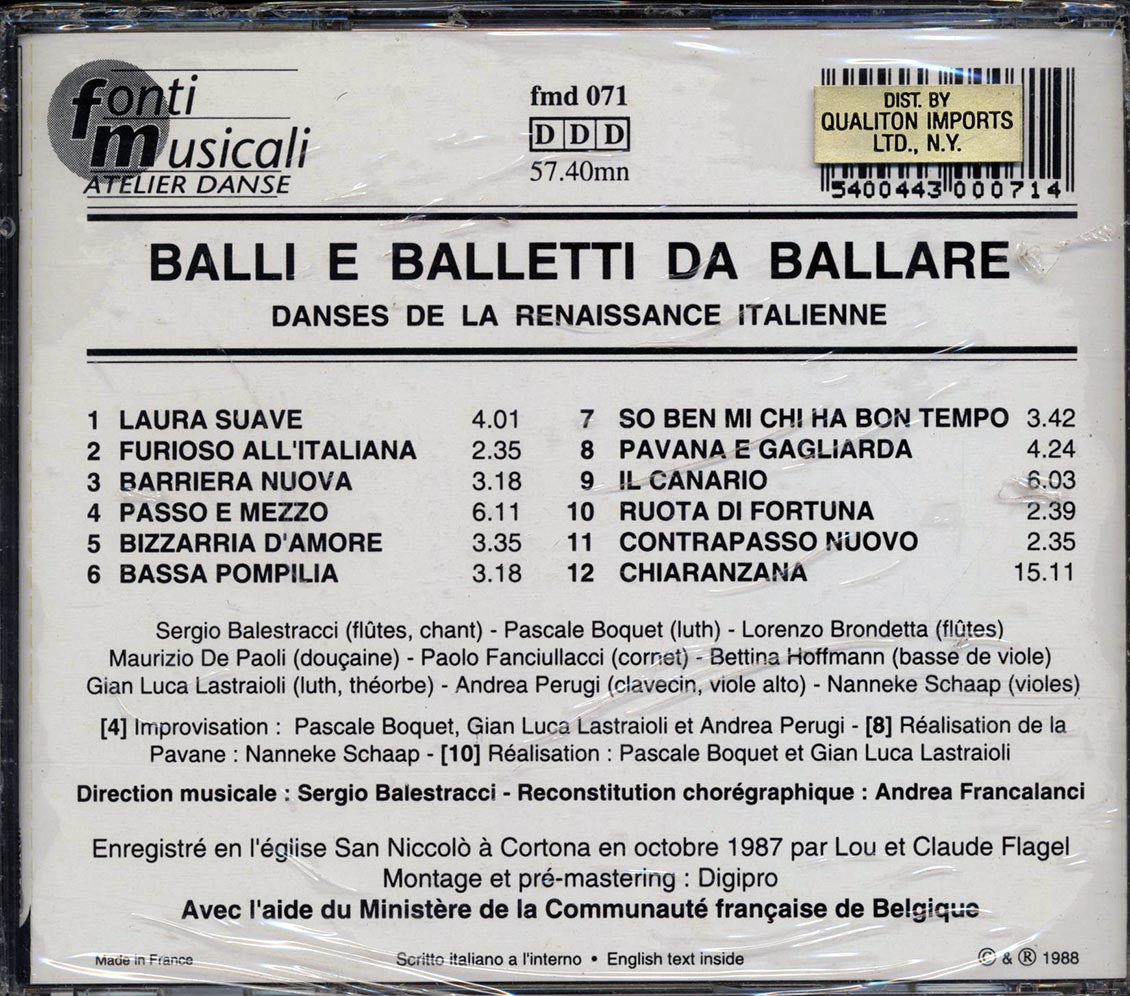 fonti
musicali
ATELIER DANSE
fmd 071
DDD
57.40mn
DIST. BY
QUALITON IMPORTS
LTD., N.Y.
5400443 000714
BALLI E BALLETTI DA BALLARE
DANSES DE LA RENAISSANCE ITALIENNE
1 LAURA SUAVE 4.01
2 FURIOSO ALL'ITALIANA 2.35
3 BARRIERA NUOVA 3.18
4 PASSO E MEZZO 6.11
5 BIZZARRIA D'AMORE 3.35
6 BASSA POMPILIA 3.18
7 SO BEN MI CHI HA BON TEMPO 3.42
8 PAVANA E GAGLIARDA 4.24
9 IL CANARIO 6.03
10 RUOTA DI FORTUNA 2.39
11 CONTRAPASSO NUOVO 2.35
12 CHIARANZANA 15.11
Sergio Balestracci (flûtes, chant) - Pascale Boquet (luth) - Lorenzo Brondetta (flûtes)
Maurizio De Paoli (douçaine) - Paolo Fanciullacci (cornet) - Bettina Hoffmann (basse de viole)
Gian Luca Lastraioli (luth, théorbe) - Andrea Perugi (clavecin, viole alto) - Nanneke Schaap (violes)
[4] Improvisation : Pascale Boquet, Gian Luca Lastraioli et Andrea Perugi - [8] Réalisation de la
Pavane : Nanneke Schaap - [10] Réalisation : Pascale Boquet et Gian Luca Lastraioli
Direction musicale : Sergio Balestracci - Reconstitution chorégraphique : Andrea Francalanci
Enregistré en l'église San Niccolò à Cortona en octobre 1987 par Lou et Claude Flagel
Montage et pré-mastering : Digipro
Avec l'aide du Ministère de la Communauté française de Belgique
Made in France
Scritto italiano a l'interno • English text inside
© & ® 1988